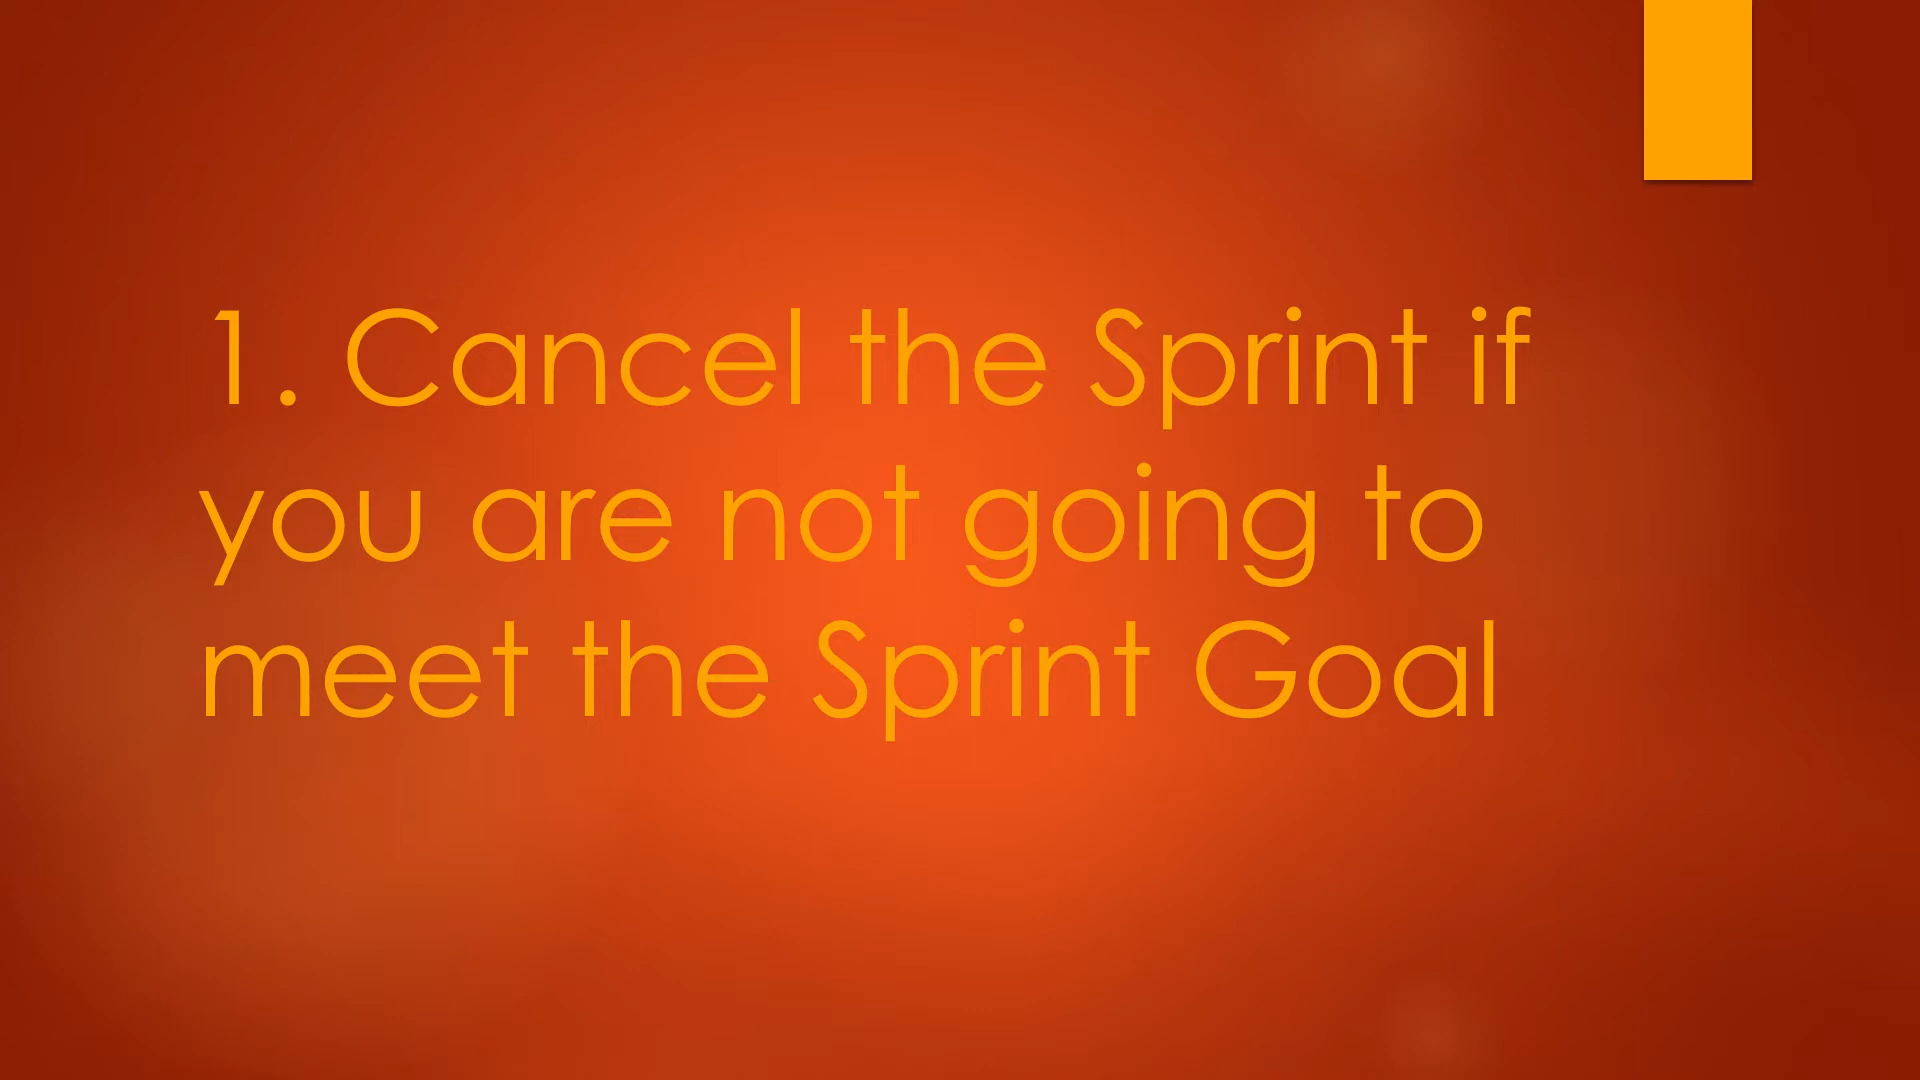 1. Cancel the Sprint if
you are not going to
meet the Sprint Goal